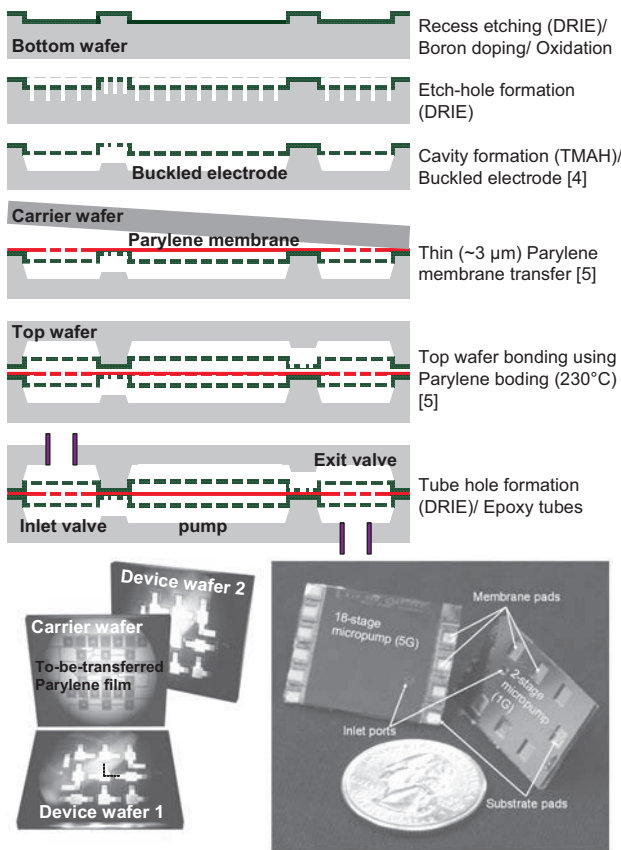 Bottom wafer
Recess etching (DRIE)/
Boron doping/ Oxidation
Etch-hole formation
(DRIE)
Buckled electrode
Cavity formation (TMAH)/
Buckled electrode [4]
Carrier wafer
Parylene membrane
Thin (~3 µm) Parylene
membrane transfer [5]
Top wafer
Top wafer bonding using
Parylene boding (230°C)
[5]
Exit valve
Inlet valve
pump
Tube hole formation
(DRIE)/ Epoxy tubes
Device wafer 2
Carrier wafer
To-be-transferred
Parylene film
Device wafer 1
Membrane pads
18-stage
micropump (5G)
2-stage
micropump
(1G)
Inlet ports
Substrate pads